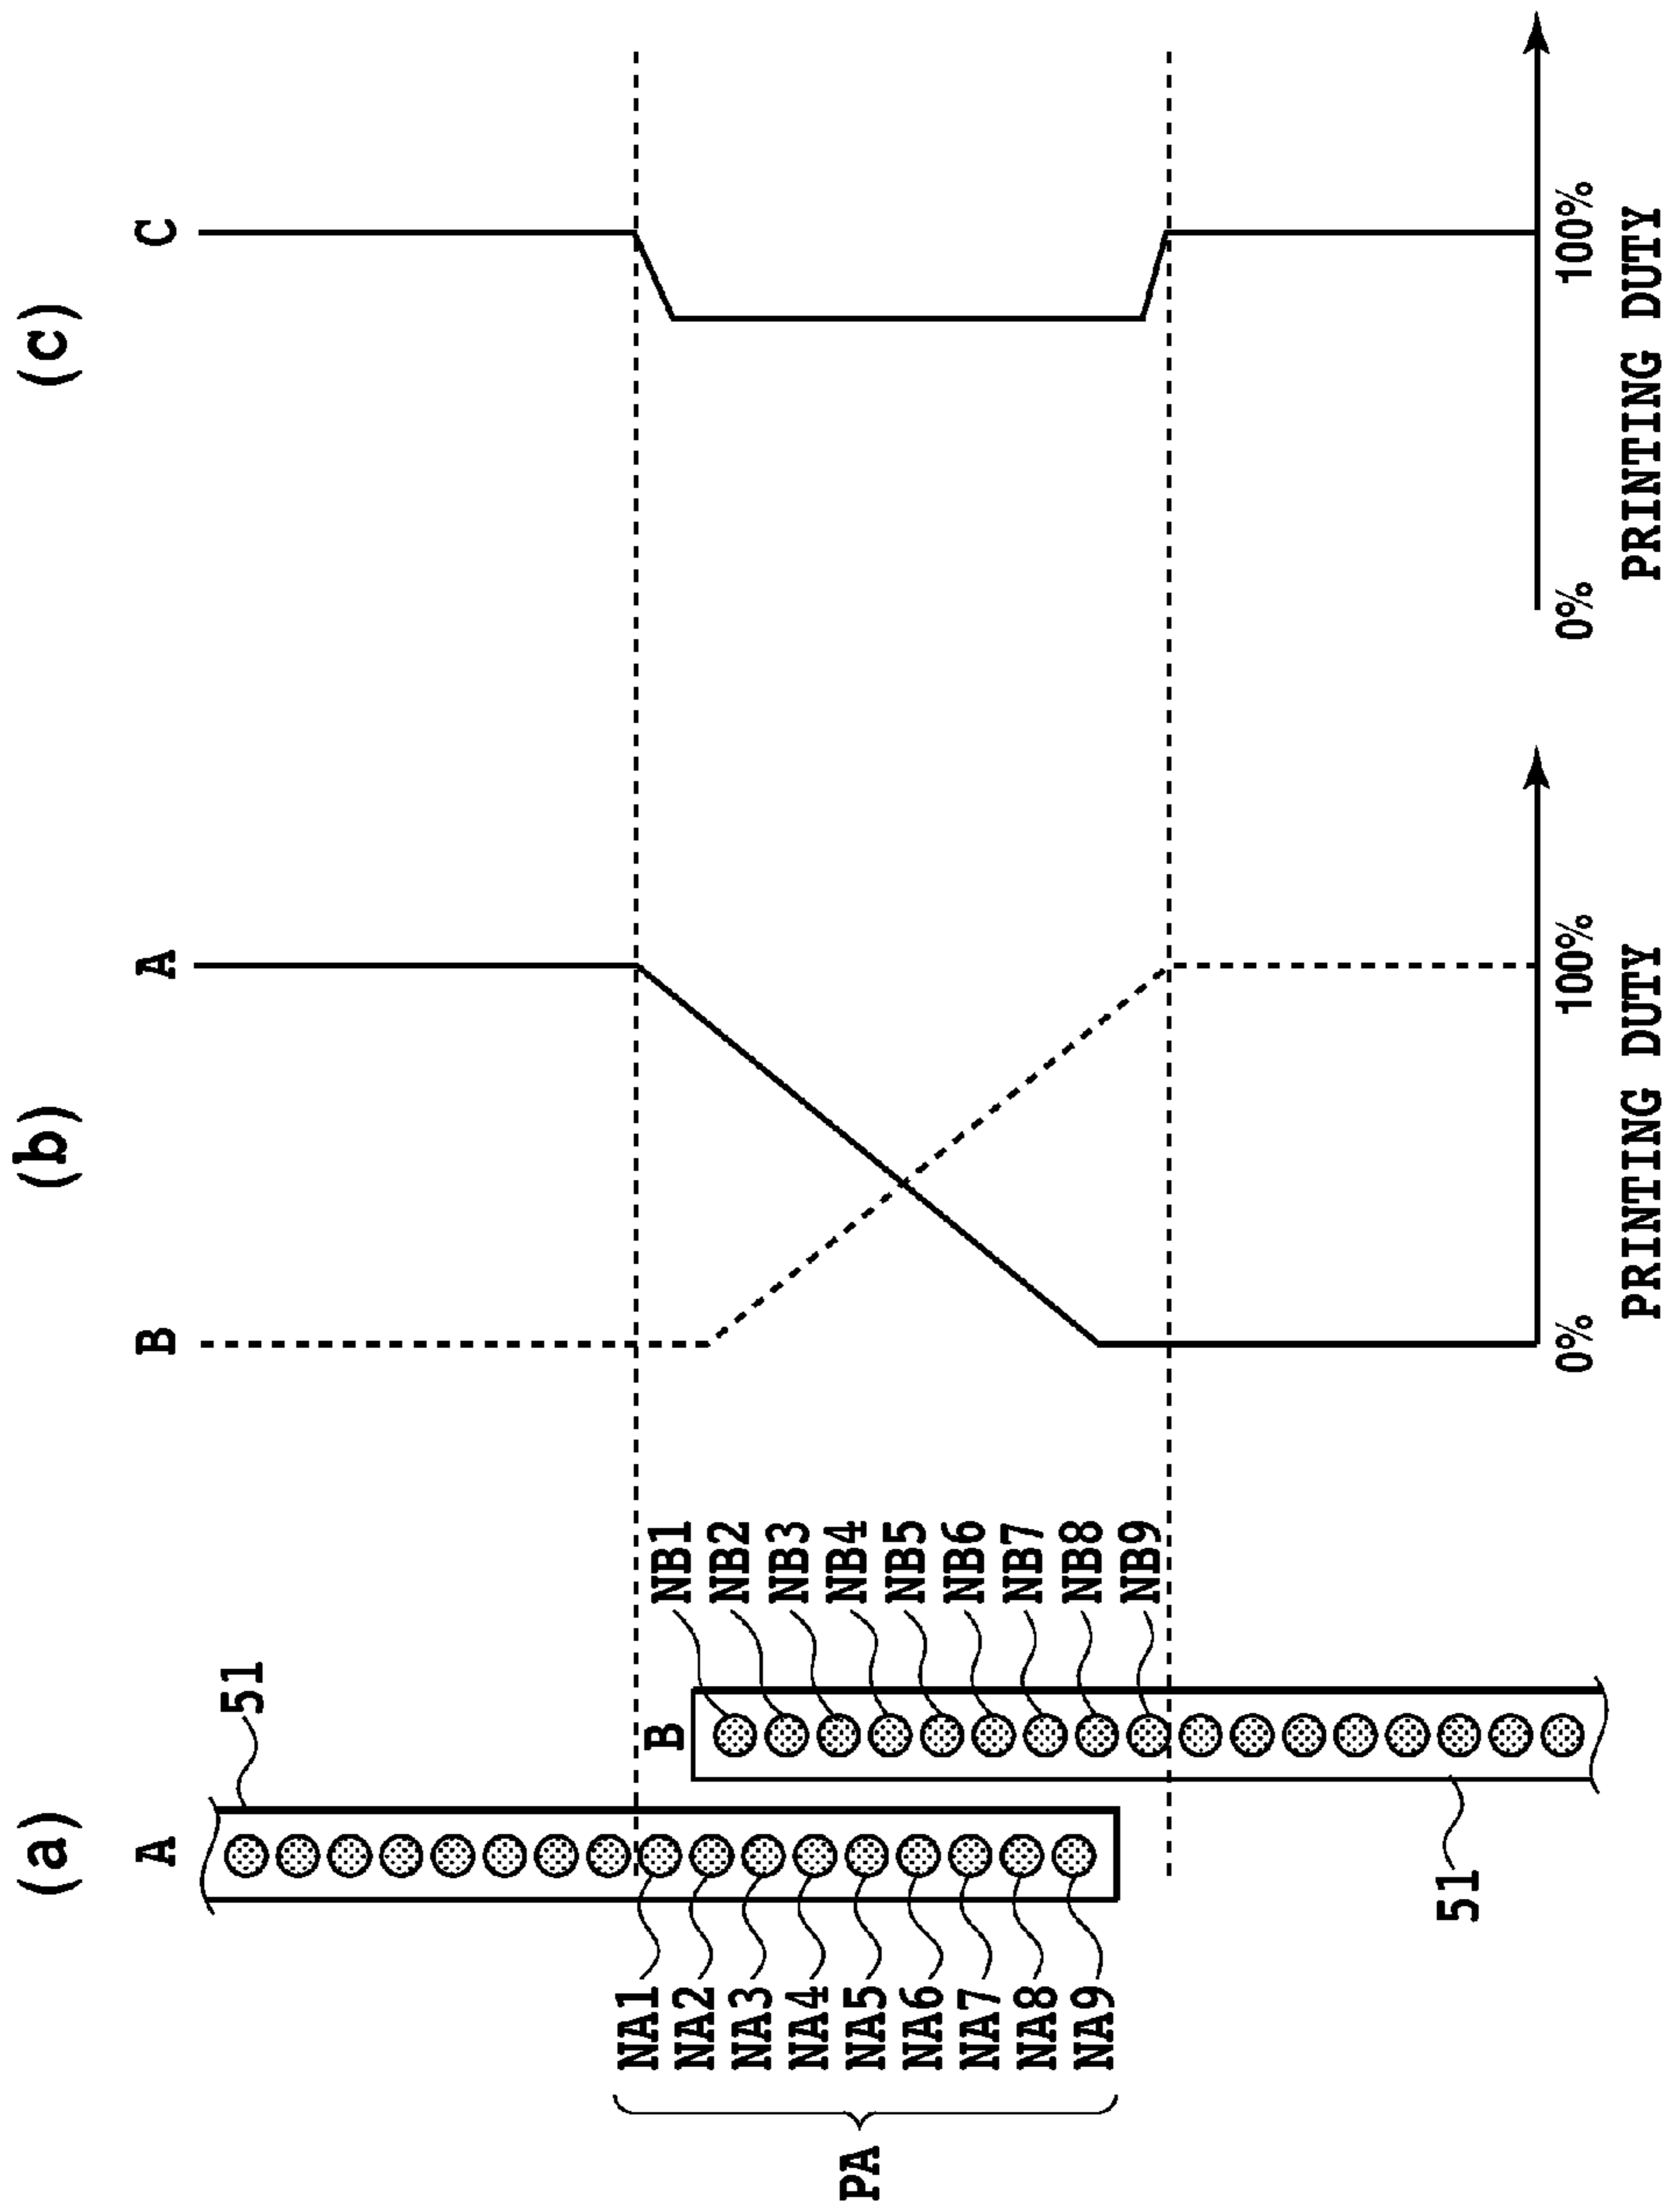 (a)
(b)
(c)
A
B
B
A
C
51
NA1
NA2
NA3
NA4
NA5
NA6
NA7
NA8
NA9
PA
NB1
NB2
NB3
NB4
NB5
NB6
NB7
NB8
NB9
51
0%
100%
PRINTING DUTY
0%
100%
PRINTING DUTY